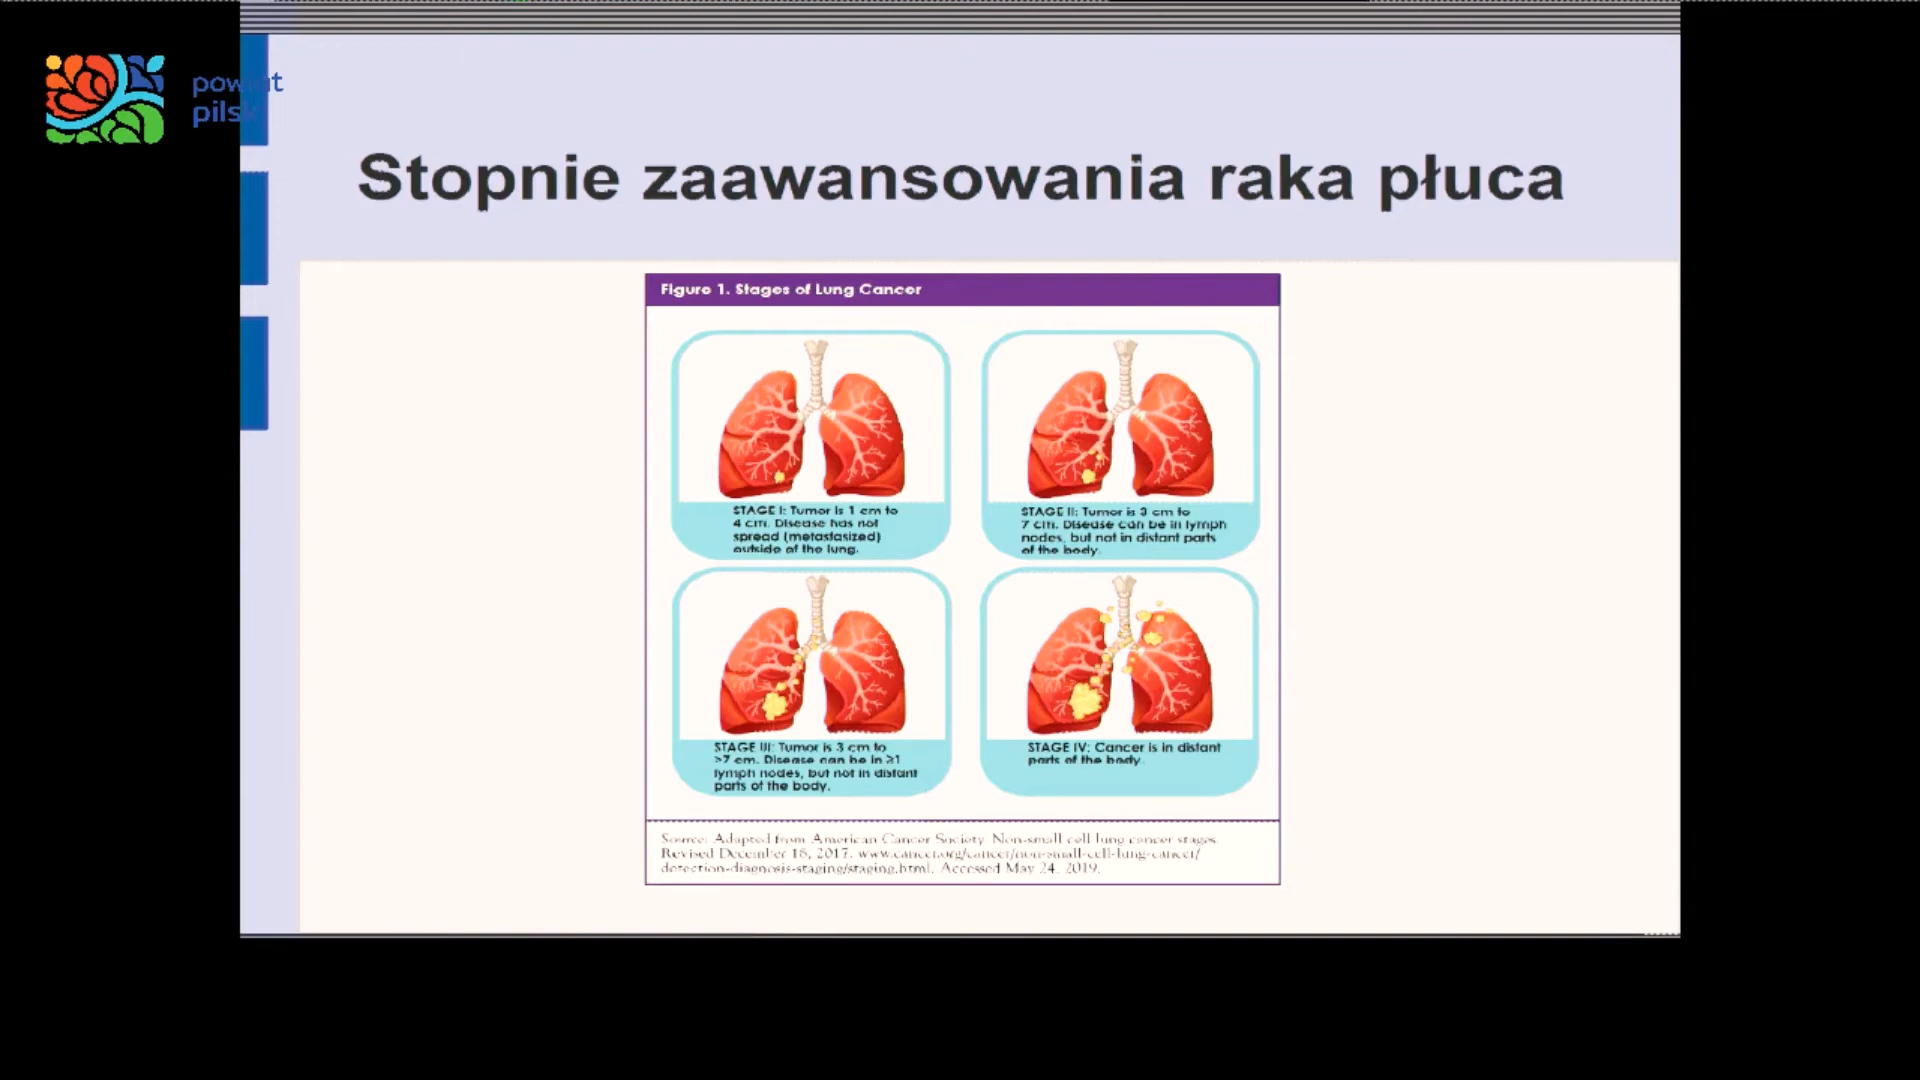 powiat
pilski
Stopnie zaawansowania raka płuca
Figure 1. Stages of Lung Cancer
STAGE I: Tumor is 1 cm to
4 cm. Disease has not
spread (metastasized)
outside of the lung.
STAGE II: Tumor is 3 cm to
7 cm. Disease can be in lymph
nodes, but not in distant parts
of the body.
STAGE III: Tumor is 3 cm to
>7 cm. Disease can be in ≥1
lymph nodes, but not in distant
parts of the body.
STAGE IV: Cancer is in distant
parts of the body.
Source: Adapted from American Cancer Society. Non-small cell lung cancer stages.
Revised December 18, 2017. www.cancer.org/cancer/non-small-cell-lung-cancer/
detection-diagnosis-staging/staging.html. Accessed May 24, 2019.